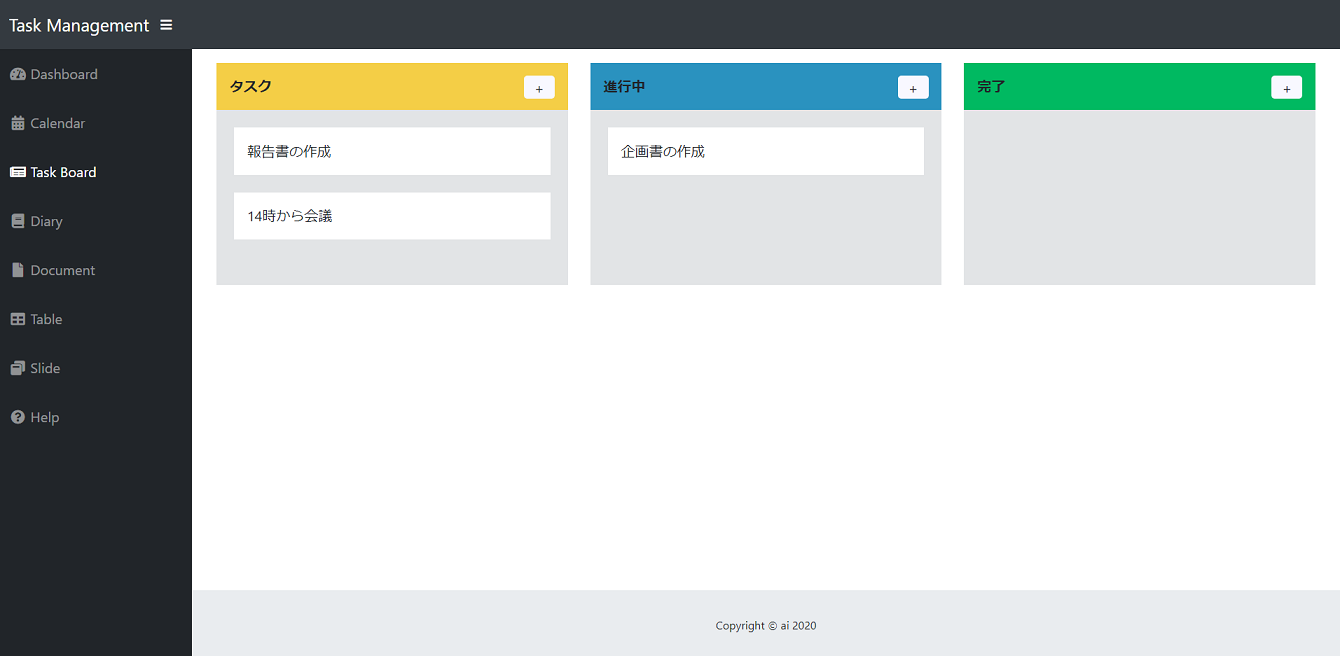 Task Management
Dashboard
Calendar
Task Board
Diary
Document
Table
Slide
Help
タスク +
報告書の作成
14時から会議
進行中 +
企画書の作成
完了 +
Copyright © ai 2020